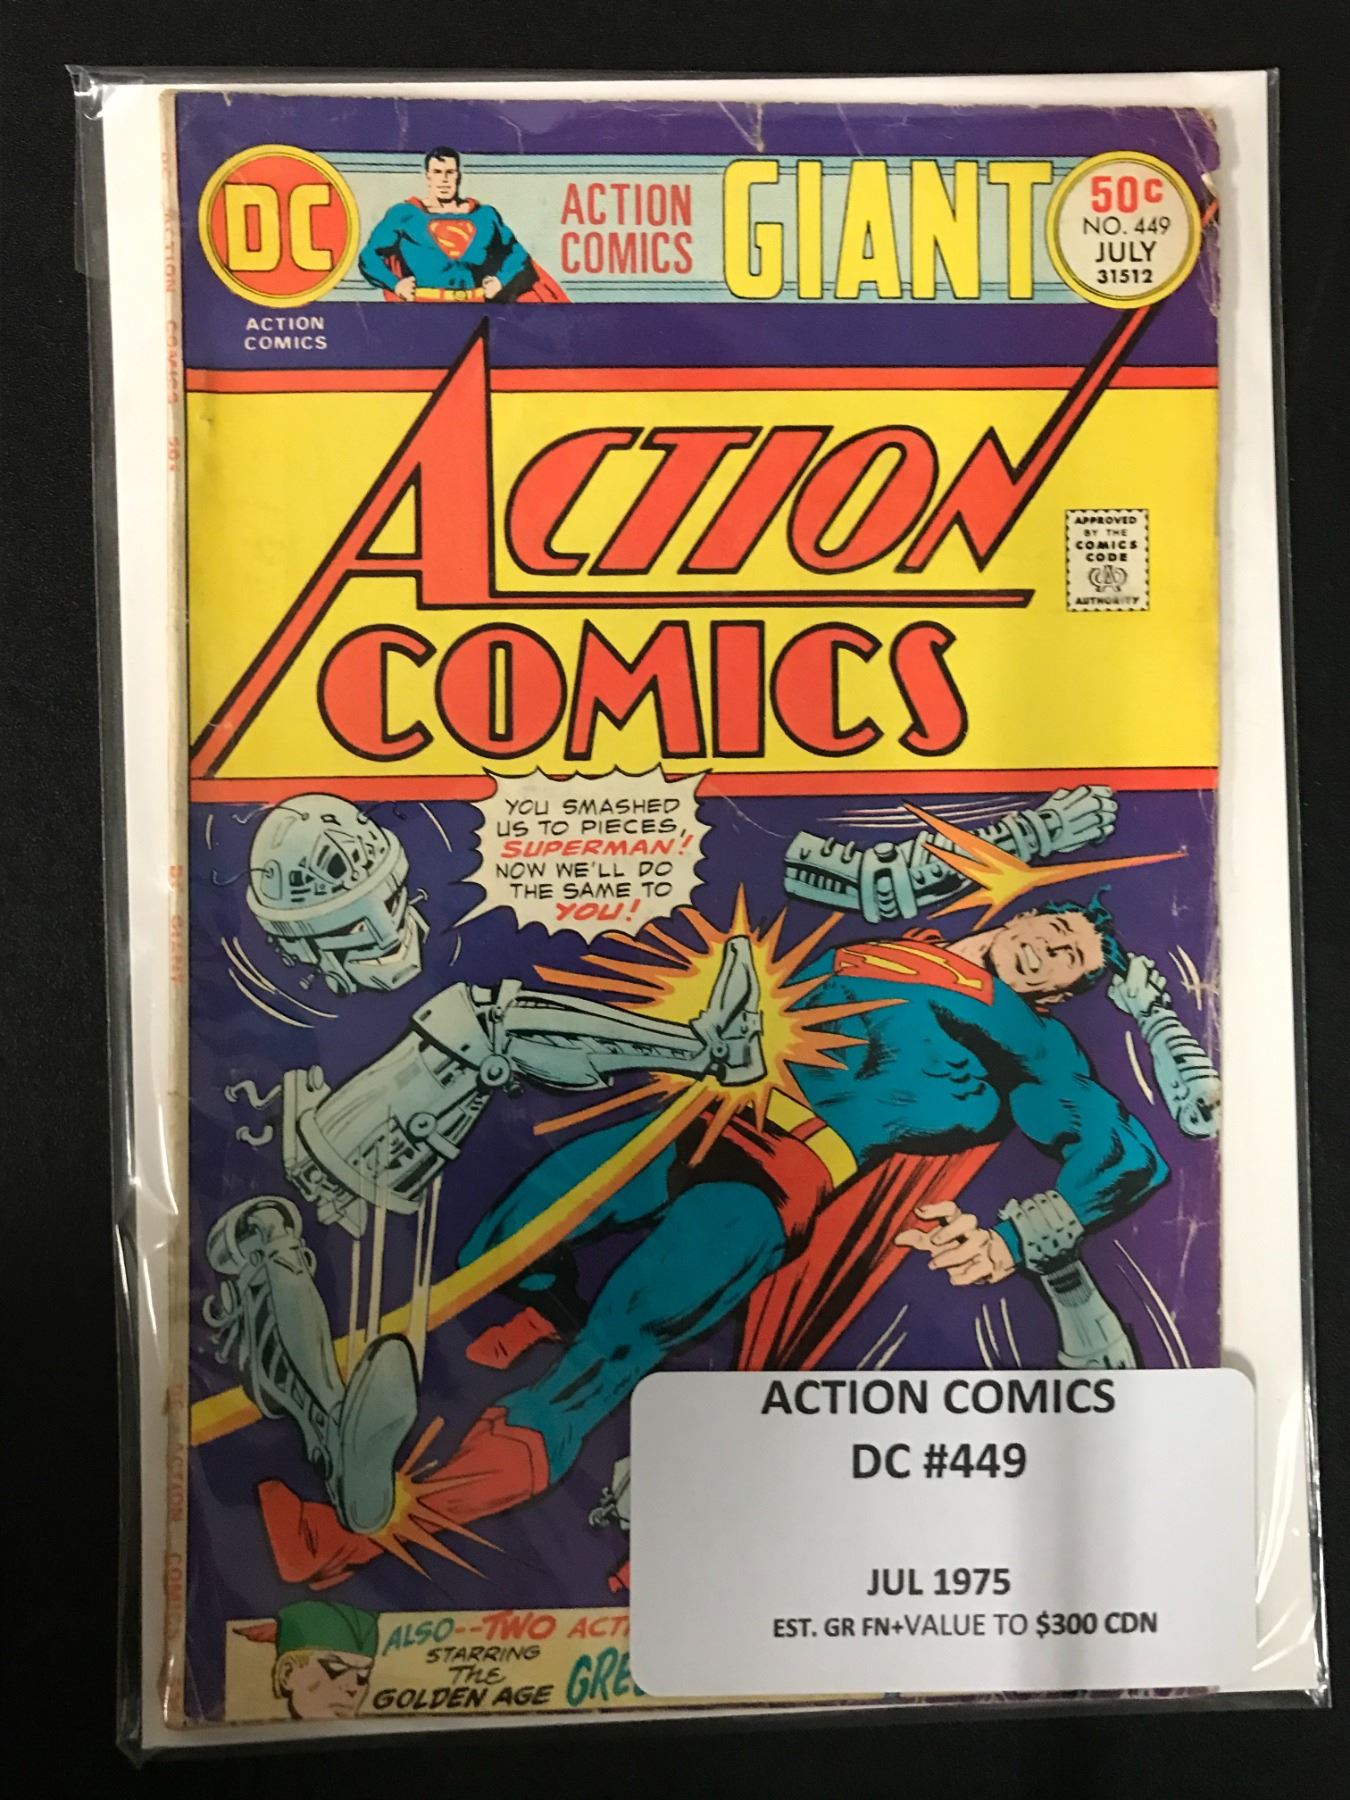 DC
ACTION
COMICS
GIANT
50¢
NO. 449
JULY
31512
ACTION
COMICS
ACTION
COMICS
APPROVED
BY THE
COMICS
CODE
CA
AUTHORITY
YOU SMASHED
US TO PIECES,
SUPERMAN!
NOW WE'LL DO
THE SAME TO
YOU!
ACTION COMICS
DC #449
JUL 1975
EST. GR FN+VALUE TO $300 CDN
ALSO--TWO
STARRING
THE
GOLDEN AGE